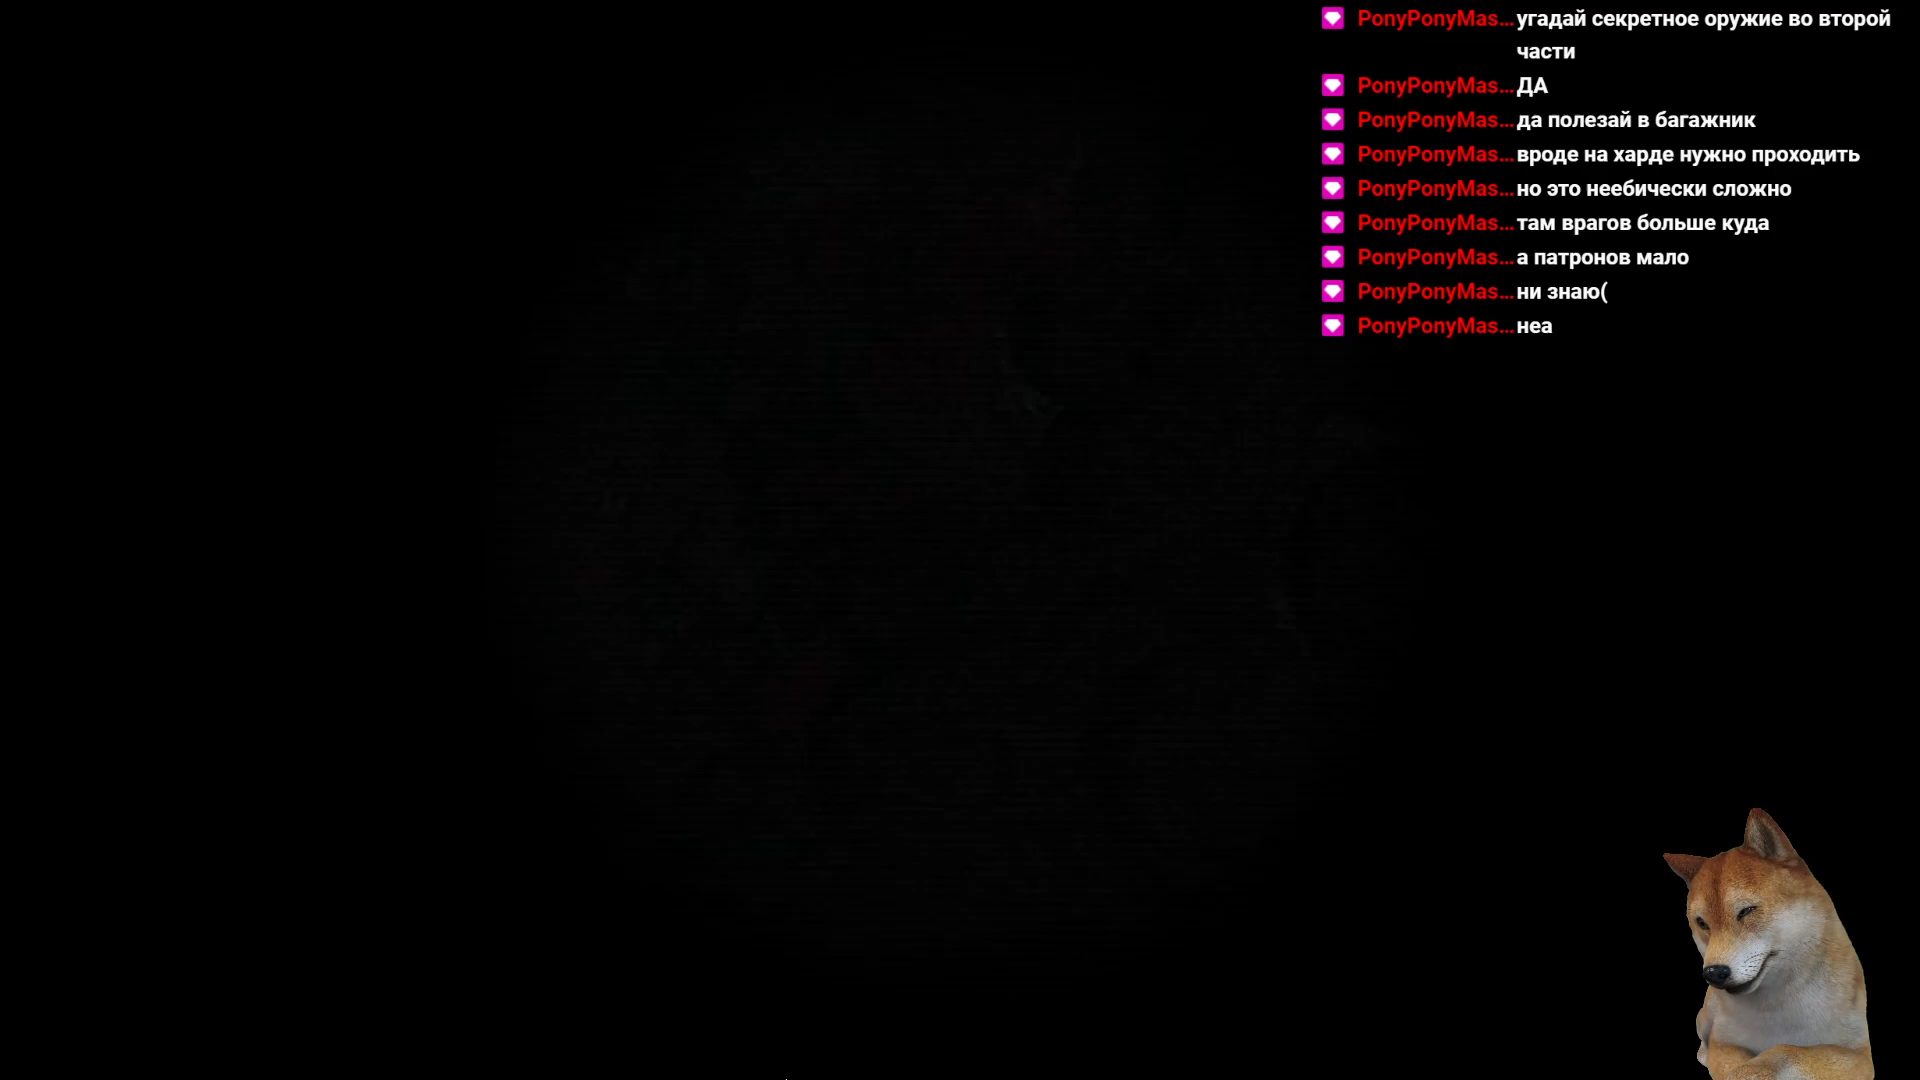 PonyPonyMas... угадай секретное оружие во второй
части
PonyPonyMas... ДА
PonyPonyMas... да полезай в багажник
PonyPonyMas... вроде на харде нужно проходить
PonyPonyMas... но это неебически сложно
PonyPonyMas... там врагов больше куда
PonyPonyMas... а патронов мало
PonyPonyMas... ни знаю(
PonyPonyMas... неа